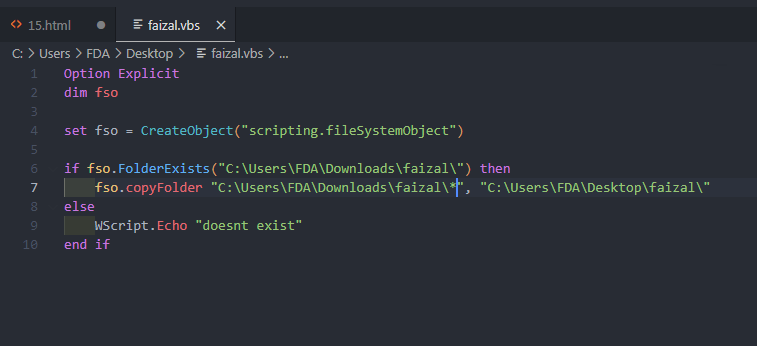 15.html
faizal.vbs
C: > Users > FDA > Desktop > faizal.vbs > ...
1 Option Explicit
2 dim fso
3
4 set fso = CreateObject("scripting.fileSystemObject")
5
6 if fso.FolderExists("C:\Users\FDA\Downloads\faizal\") then
7 fso.copyFolder "C:\Users\FDA\Downloads\faizal\*", "C:\Users\FDA\Desktop\faizal\"
8 else
9 WScript.Echo "doesnt exist"
10 end if